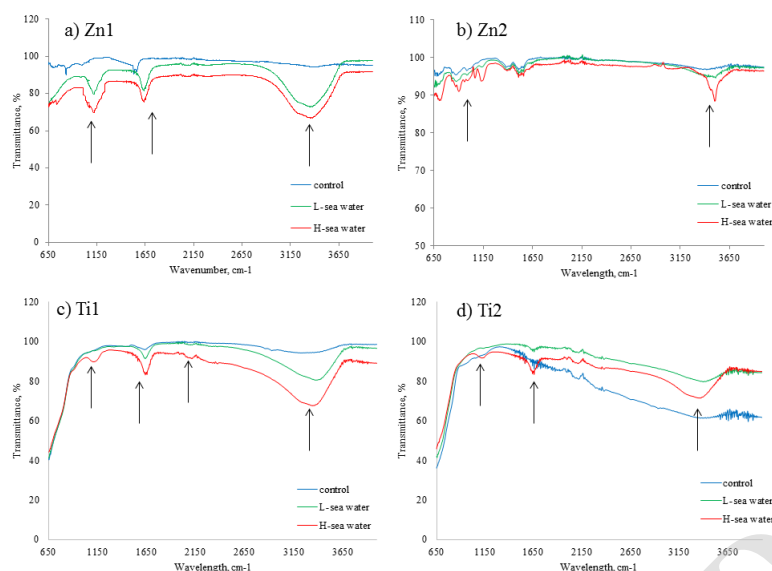 a) Zn1
Transmittance, %
120
100
80
60
40
20
0
control
L-sea water
H-sea water
650 1150 1650 2150 2650 3150 3650
Wavenumber, cm-1
b) Zn2
Transmittance, %
110
100
90
80
70
60
50
control
L-sea water
H-sea water
650 1150 1650 2150 2650 3150 3650
Wavelength, cm-1
c) Ti1
Transmittance, %
120
100
80
60
40
20
0
control
L-sea water
H-sea water
650 1150 1650 2150 2650 3150 3650
Wavelength, cm-1
d) Ti2
Transmittance, %
120
100
80
60
40
20
0
control
L-sea water
H-sea water
650 1150 1650 2150 2650 3150 3650
Wavelength, cm-1